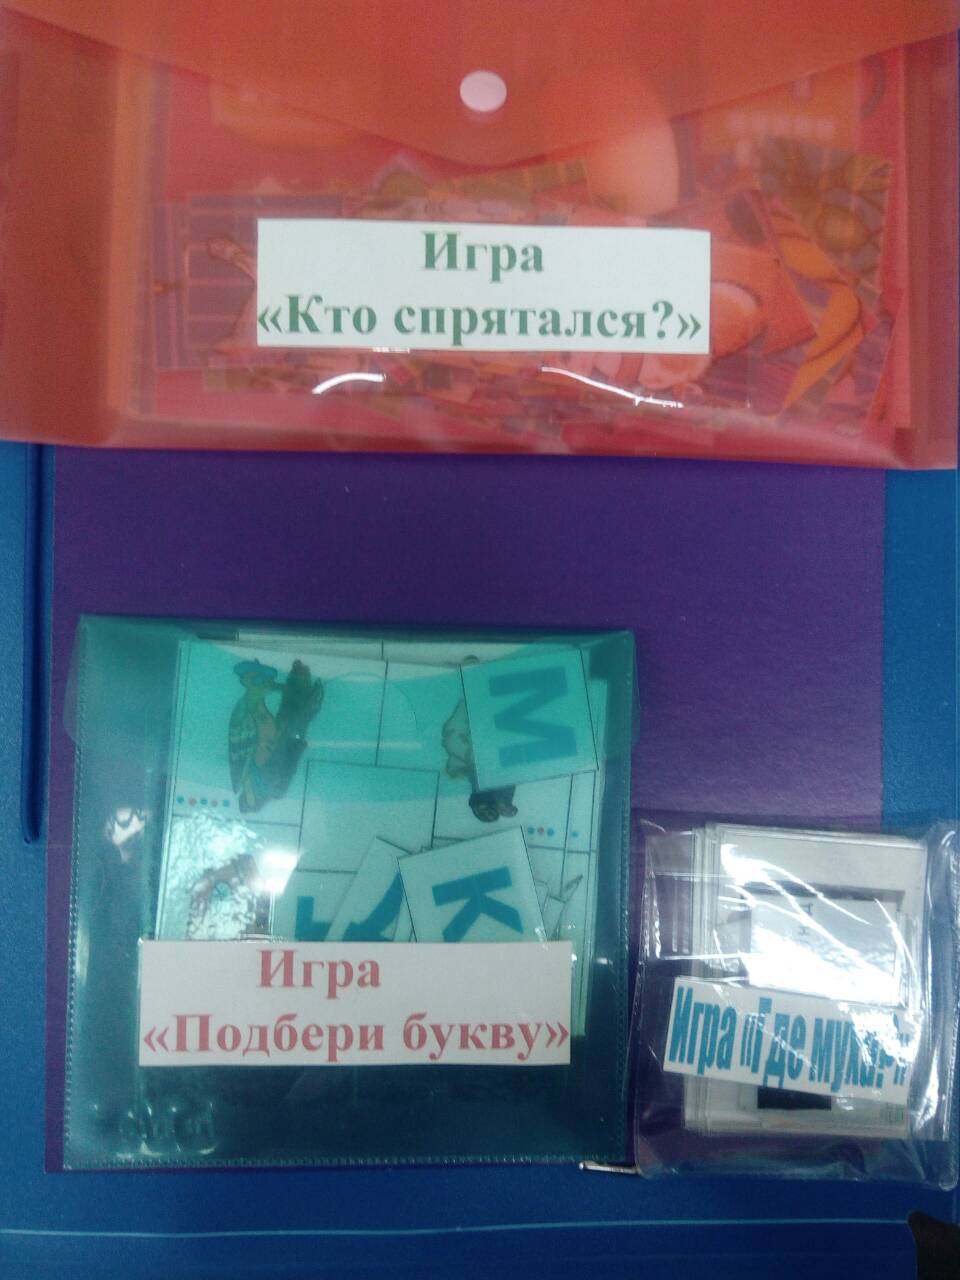 Игра
«Кто спрятался?»
М
К
Игра
«Подбери букву»
Игра «Где муха?»